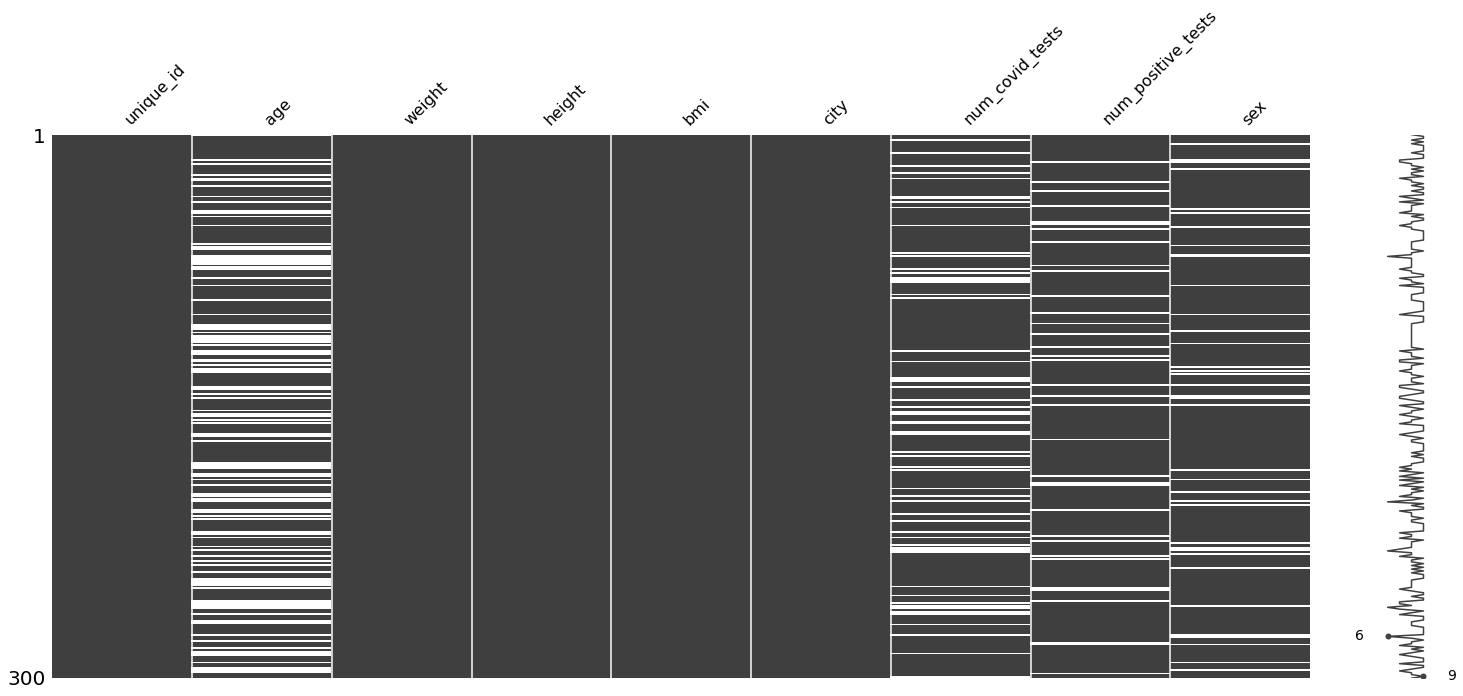 unique_id
age
weight
height
bmi
city
num_covid_tests
num_positive_tests
sex
1
300
6
9